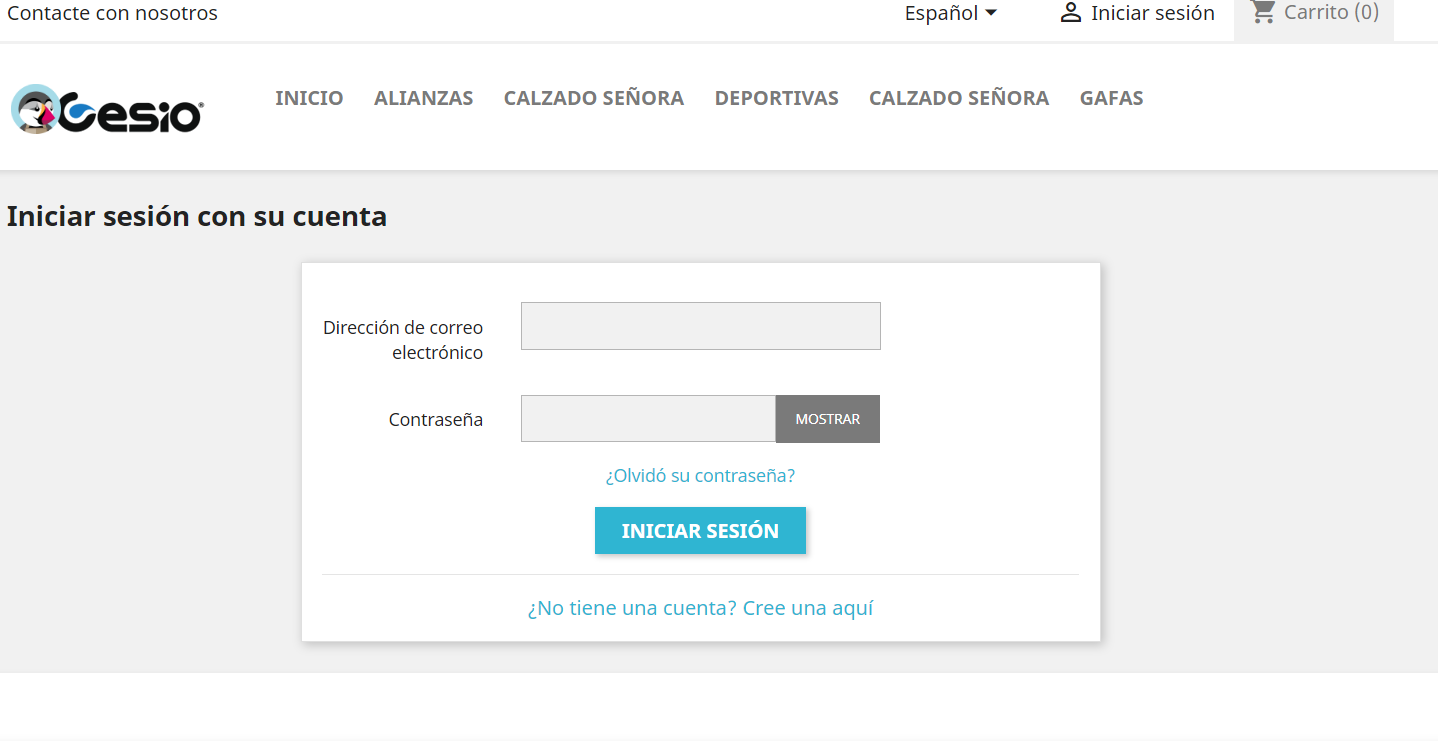 Contacte con nosotros
Español
Iniciar sesión
Carrito (0)
Gesio®
INICIO ALIANZAS CALZADO SEÑORA DEPORTIVAS CALZADO SEÑORA GAFAS
Iniciar sesión con su cuenta
Dirección de correo
electrónico
Contraseña
MOSTRAR
¿Olvidó su contraseña?
INICIAR SESIÓN
¿No tiene una cuenta? Cree una aquí